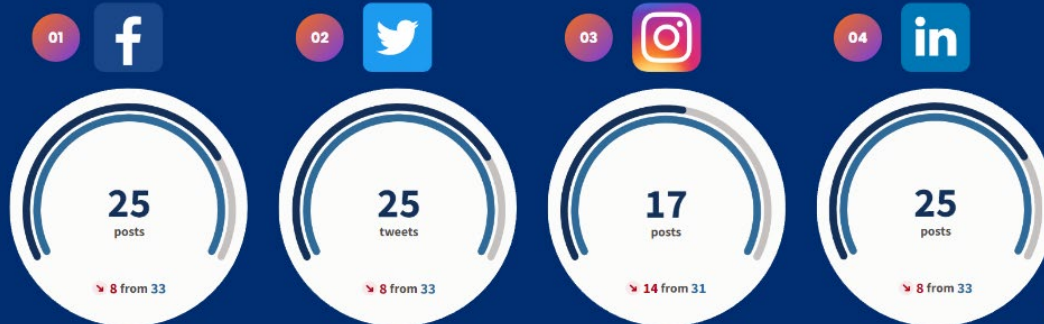 01
f
02
03
04
in
25
posts
8 from 33
25
tweets
8 from 33
17
posts
14 from 31
25
posts
8 from 33